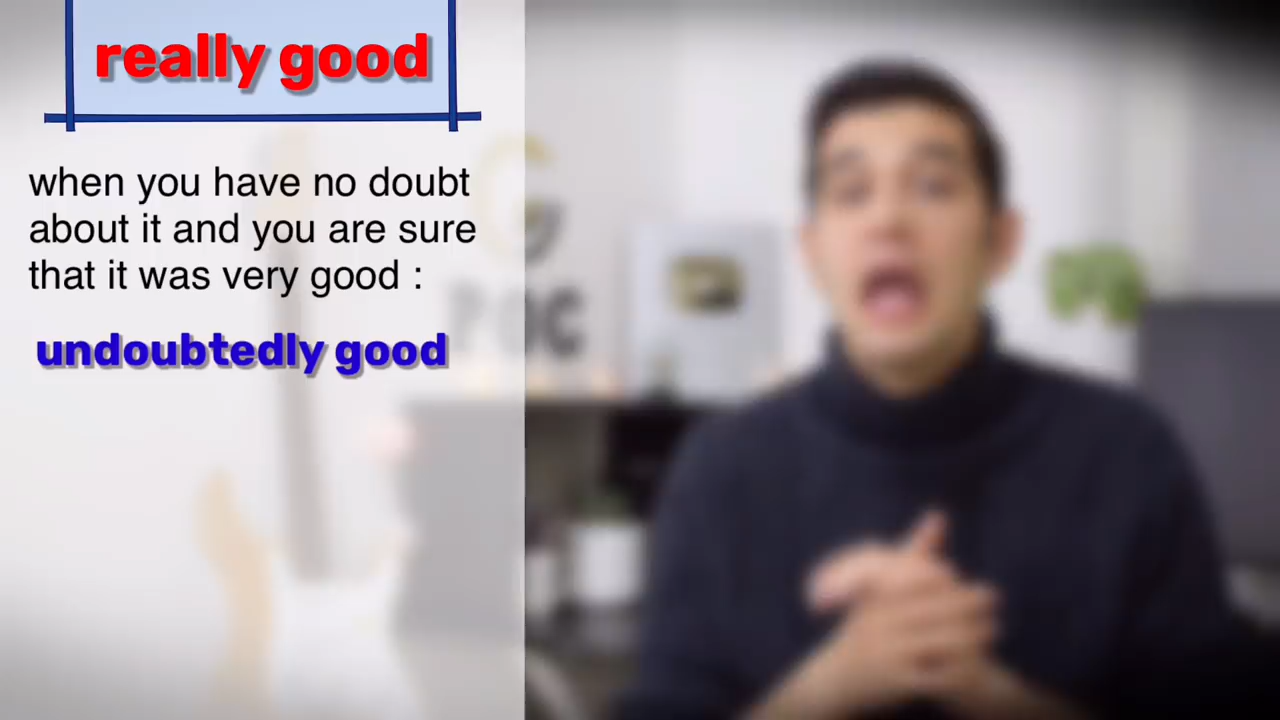 really good
when you have no doubt
about it and you are sure
that it was very good :
undoubtedly good